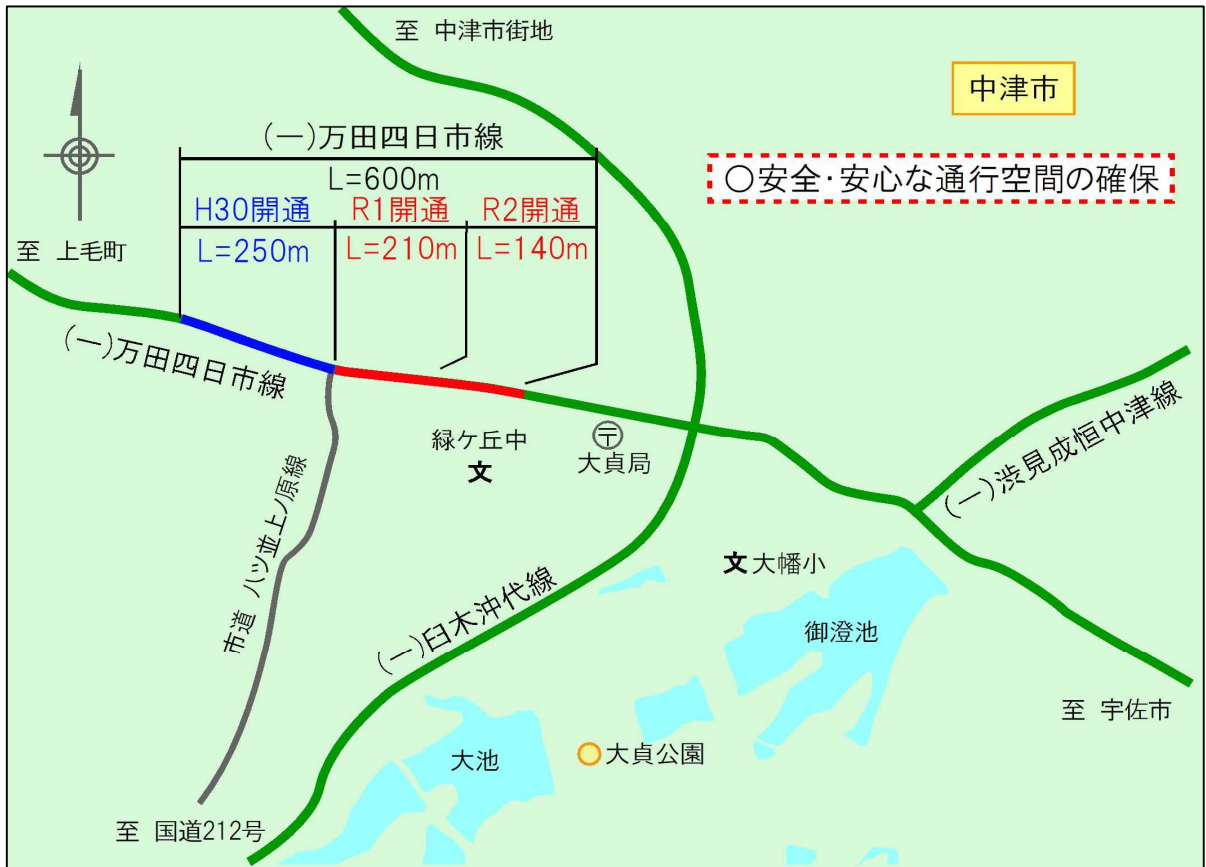 至 中津市街地
中津市
(一)万田四日市線
L=600m
○安全・安心な通行空間の確保
H30開通 R1開通 R2開通
L=250m L=210m L=140m
至 上毛町
(一)万田四日市線
緑ケ丘中
文
〒
大貞局
(一)渋見成恒中津線
市道 八ツ並上ノ原線
文大幡小
(一)臼木沖代線
御澄池
至 宇佐市
大池
大貞公園
至 国道212号